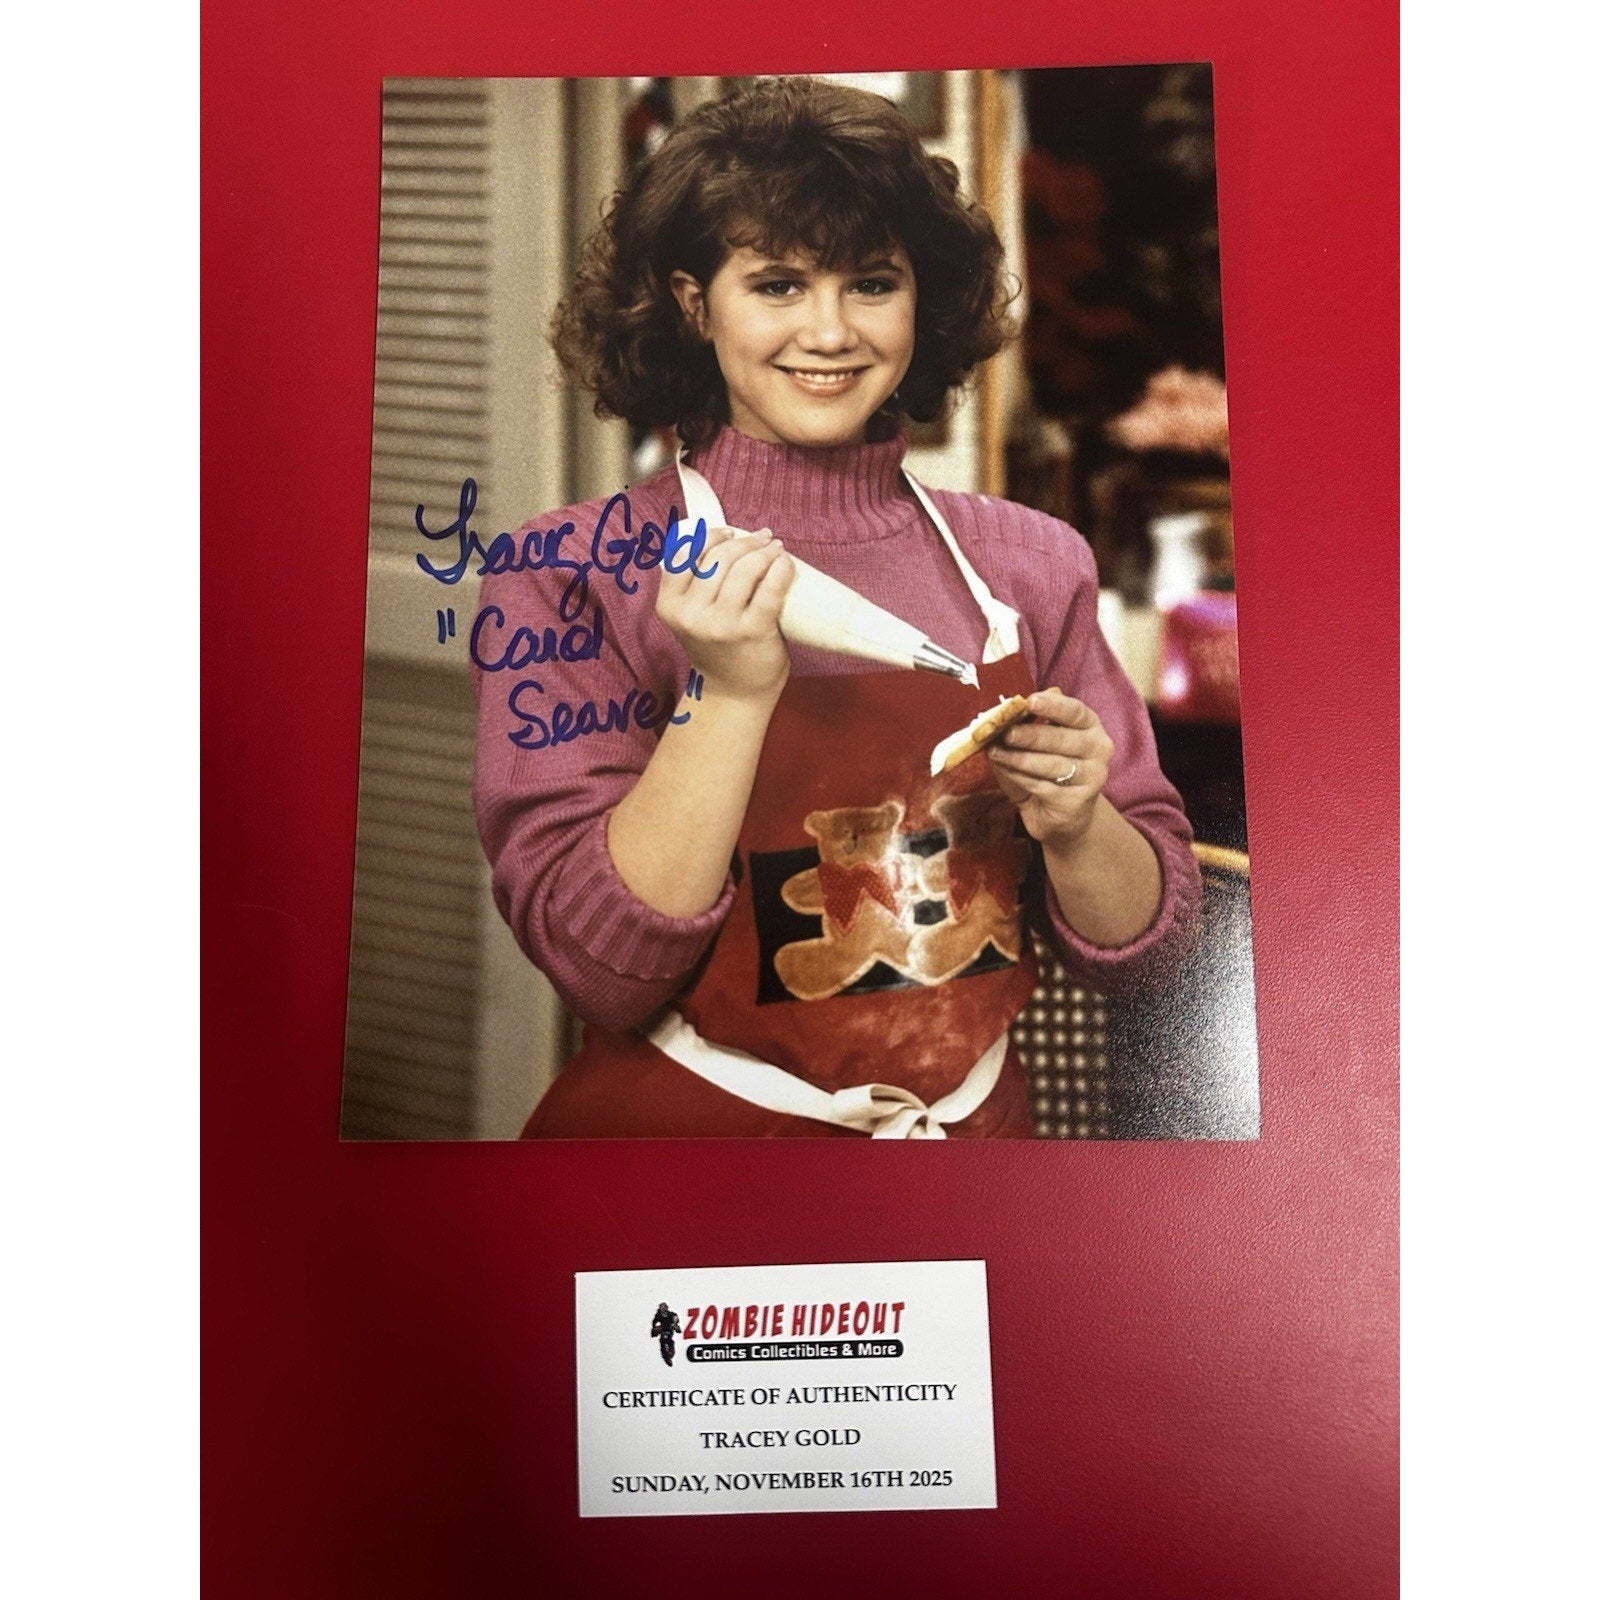 Tracey Gold
"Carol
Seaver"
ZOMBIE HIDEOUT
Comics Collectibles & More
CERTIFICATE OF AUTHENTICITY
TRACEY GOLD
SUNDAY, NOVEMBER 16TH 2025